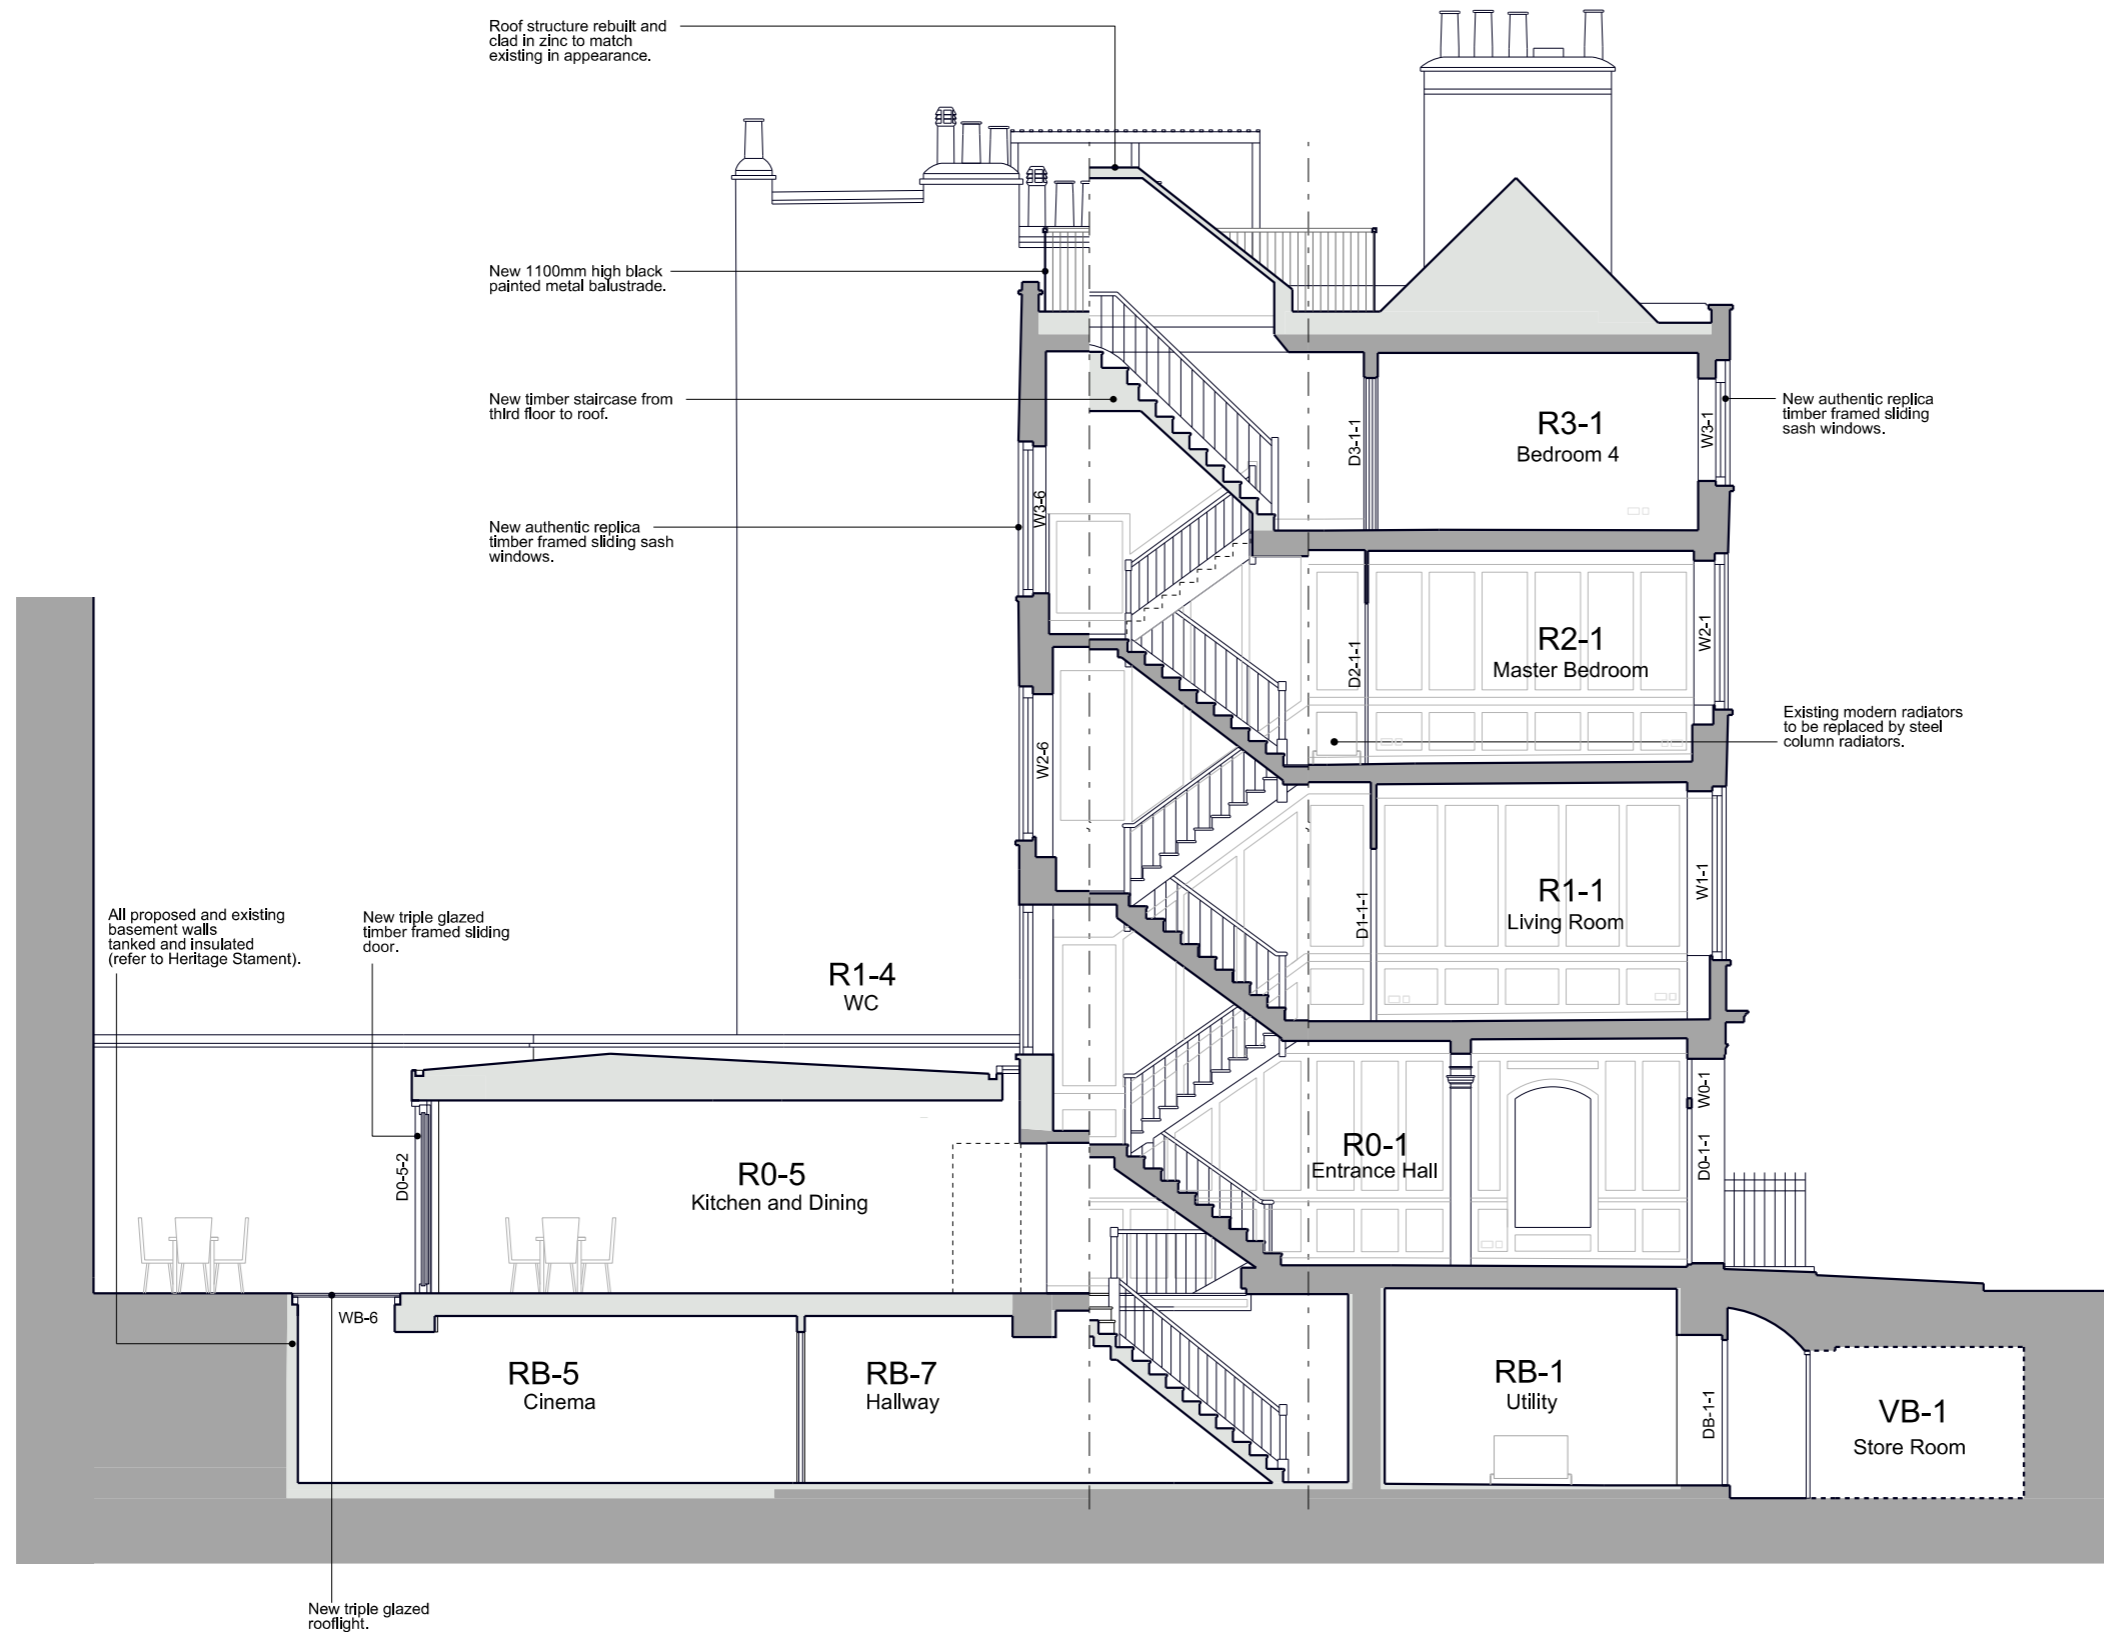 Roof structure rebuilt and
clad in zinc to match
existing in appearance.
New 1100mm high black
painted metal balustrade.
New timber staircase from
third floor to roof.
New authentic replica
timber framed sliding
sash windows.
R3-1
Bedroom 4
D3-1-1
W3-1
New authentic replica
timber framed sliding sash
windows.
W3-6
R2-1
Master Bedroom
D2-1-1
W2-1
Existing modern radiators
to be replaced by steel
column radiators.
W2-6
R1-1
Living Room
D1-1-1
W1-1
All proposed and existing
basement walls
tanked and insulated
(refer to Heritage Stament).
New triple glazed
timber framed sliding
door.
R1-4
WC
D0-5-2
R0-5
Kitchen and Dining
R0-1
Entrance Hall
W0-1
D0-1-1
WB-6
RB-5
Cinema
RB-7
Hallway
RB-1
Utility
DB-1-1
VB-1
Store Room
New triple glazed
rooflight.